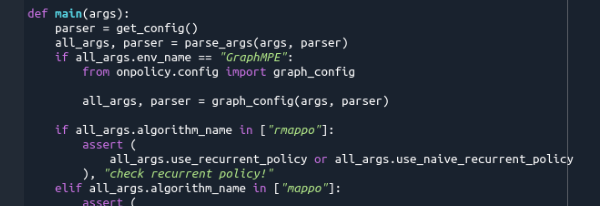 def main(args):
    parser = get_config()
    all_args, parser = parse_args(args, parser)
    if all_args.env_name == "GraphMPE":
        from onpolicy.config import graph_config

        all_args, parser = graph_config(args, parser)

    if all_args.algorithm_name in ["rmappo"]:
        assert (
            all_args.use_recurrent_policy or all_args.use_naive_recurrent_policy
        ), "check recurrent policy!"
    elif all_args.algorithm_name in ["mappo"]:
        assert (